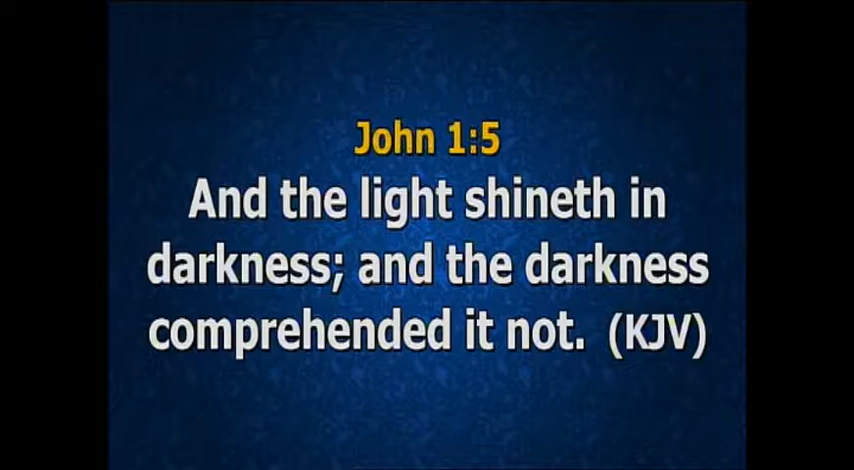 John 1:5
And the light shineth in
darkness; and the darkness
comprehended it not.  (KJV)